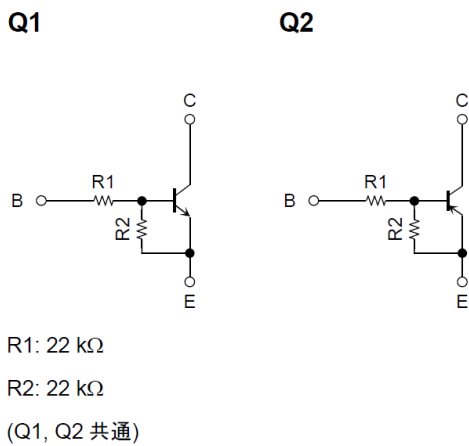 Q1 Q2
C C
B R1 B R1
R2 R2
E E
R1: 22 kΩ
R2: 22 kΩ
(Q1, Q2 共通)